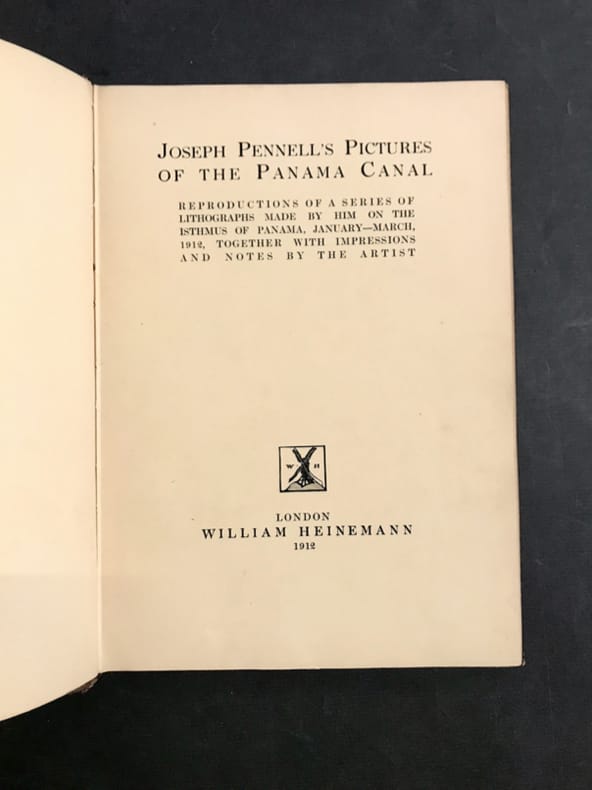 JOSEPH PENNELL'S PICTURES
OF THE PANAMA CANAL
REPRODUCTIONS OF A SERIES OF
LITHOGRAPHS MADE BY HIM ON THE
ISTHMUS OF PANAMA, JANUARY—MARCH,
1912, TOGETHER WITH IMPRESSIONS
AND NOTES BY THE ARTIST
W H
LONDON
WILLIAM HEINEMANN
1912